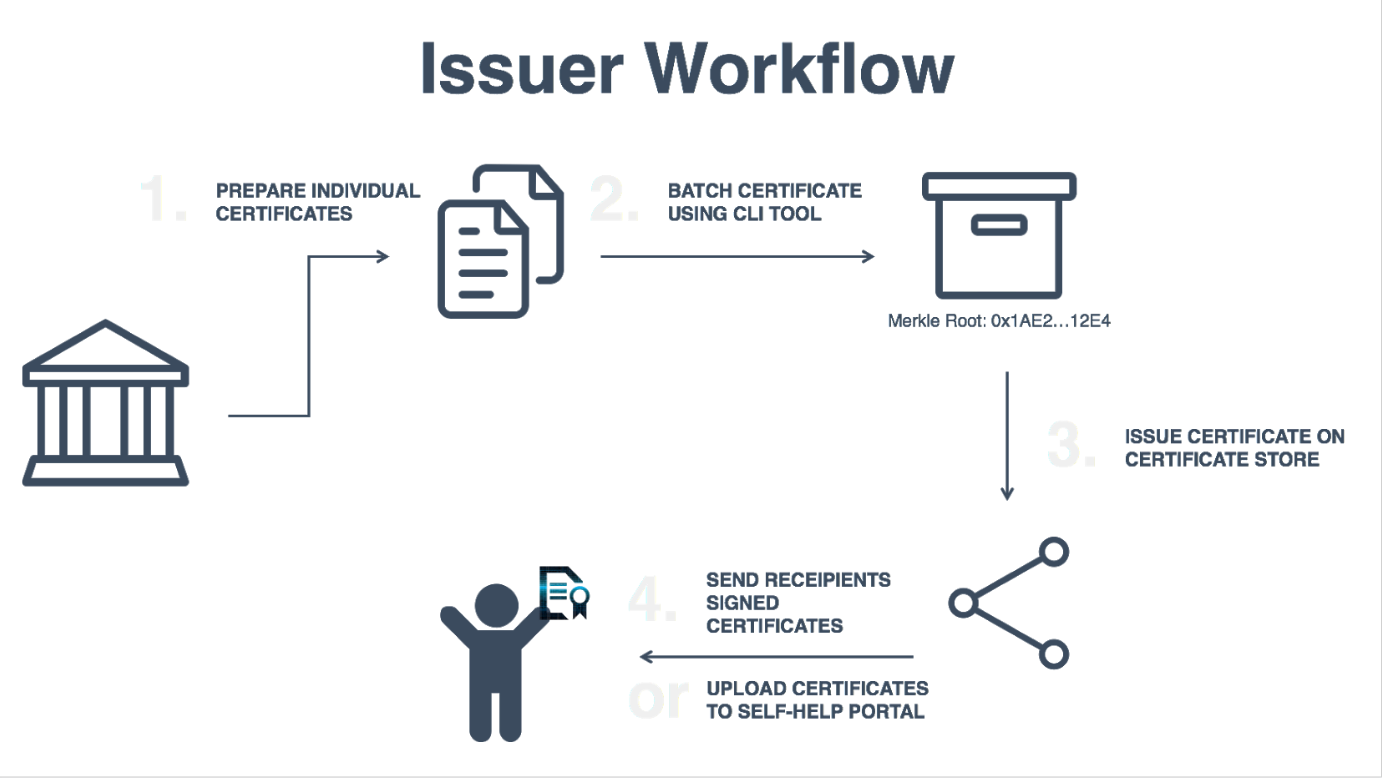 Issuer Workflow
1.
PREPARE INDIVIDUAL
CERTIFICATES
2.
BATCH CERTIFICATE
USING CLI TOOL
Merkle Root: 0x1AE2...12E4
3.
ISSUE CERTIFICATE ON
CERTIFICATE STORE
4.
SEND RECEIPIENTS
SIGNED
CERTIFICATES
or
UPLOAD CERTIFICATES
TO SELF-HELP PORTAL